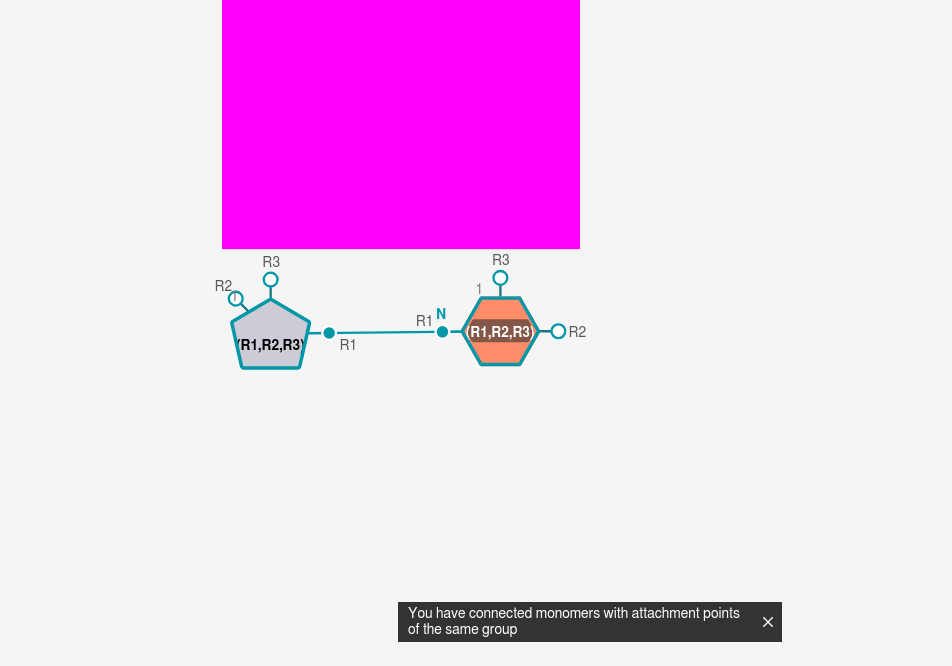 R3
R3
R2
1
1
N
R1
(R1,R2,R3)
R2
(R1,R2,R3)
R1
You have connected monomers with attachment points
of the same group